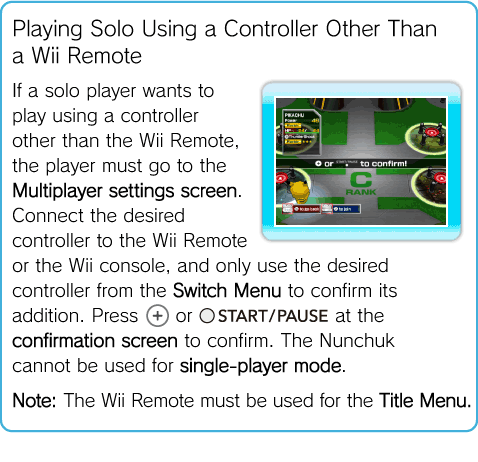 Playing Solo Using a Controller Other Than
a Wii Remote
If a solo player wants to
play using a controller
other than the Wii Remote,
the player must go to the
Multiplayer settings screen.
Connect the desired
controller to the Wii Remote
or the Wii console, and only use the desired
controller from the Switch Menu to confirm its
addition. Press + or START/PAUSE at the
confirmation screen to confirm. The Nunchuk
cannot be used for single-player mode.
Note: The Wii Remote must be used for the Title Menu.
PIKACHU
Power
+ or START/PAUSE to confirm!
C
RANK